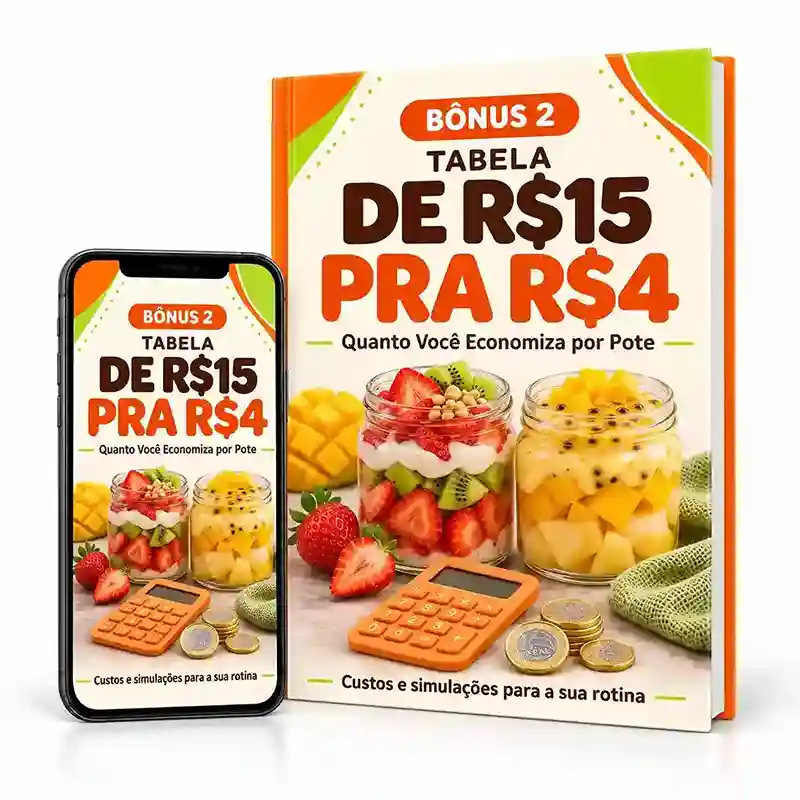 BÔNUS 2
TABELA
DE R$15
PRA R$4
Quanto Você Economiza por Pote
Custos e simulações para a sua rotina
BÔNUS 2
TABELA
DE R$15
PRA R$4
Quanto Você Economiza por Pote
Custos e simulações para a sua rotina